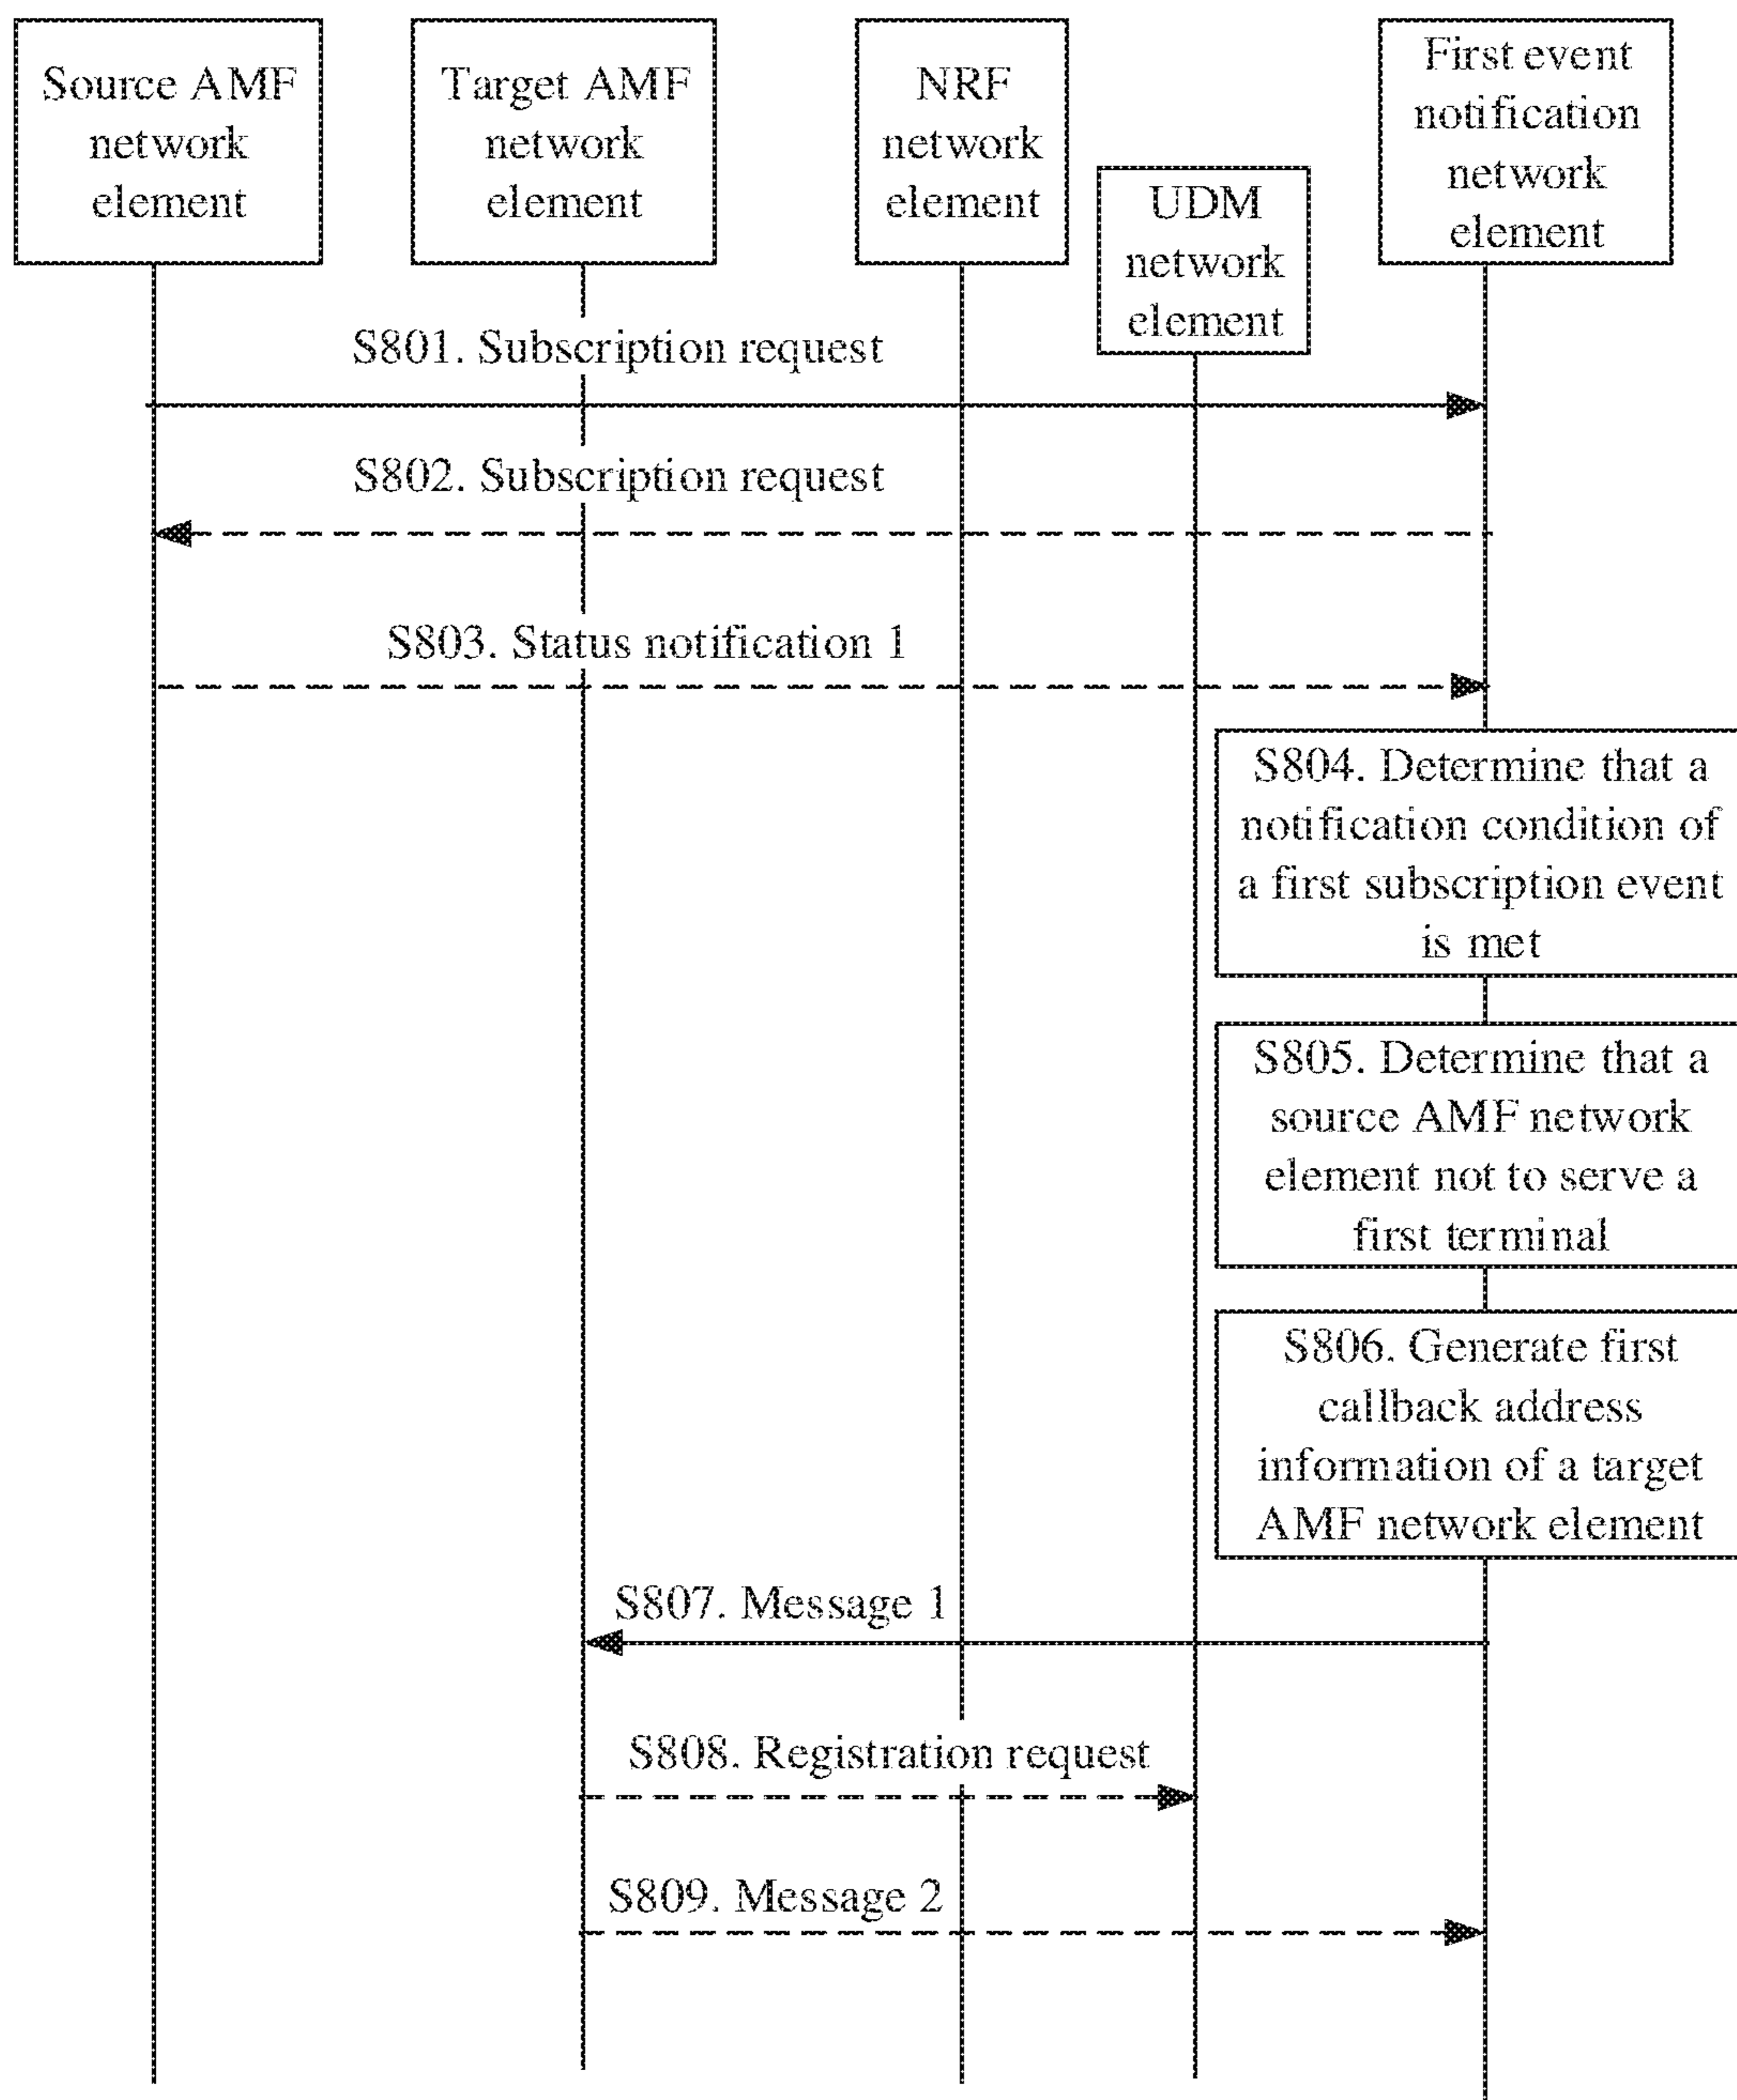 Source AMF
network
element
Target AMF
network
element
NRF
network
element
UDM
network
element
First event
notification
network
element
S801. Subscription request
S802. Subscription request
S803. Status notification 1
S804. Determine that a
notification condition of
a first subscription event
is met
S805. Determine that a
source AMF network
element not to serve a
first terminal
S806. Generate first
callback address
information of a target
AMF network element
S807. Message 1
S808. Registration request
S809. Message 2